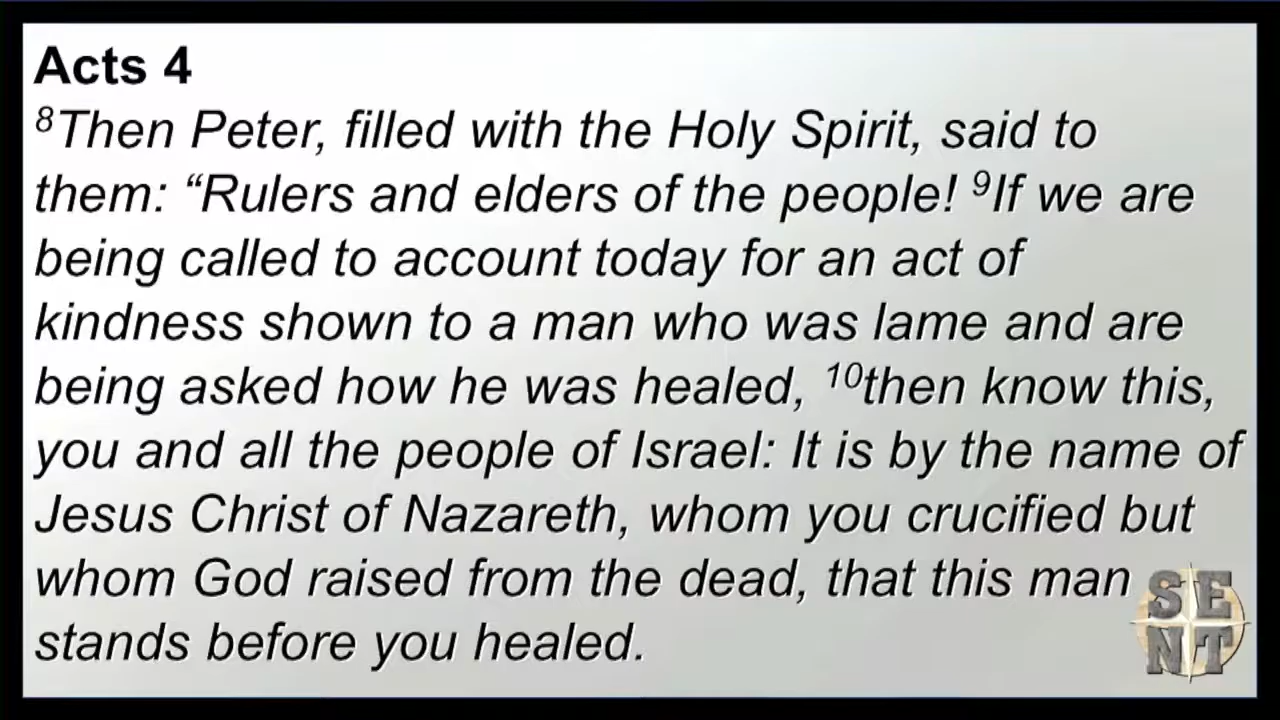 Acts 4
⁸Then Peter, filled with the Holy Spirit, said to
them: “Rulers and elders of the people! ⁹If we are
being called to account today for an act of
kindness shown to a man who was lame and are
being asked how he was healed, ¹⁰then know this,
you and all the people of Israel: It is by the name of
Jesus Christ of Nazareth, whom you crucified but
whom God raised from the dead, that this man
stands before you healed.
SE
NT